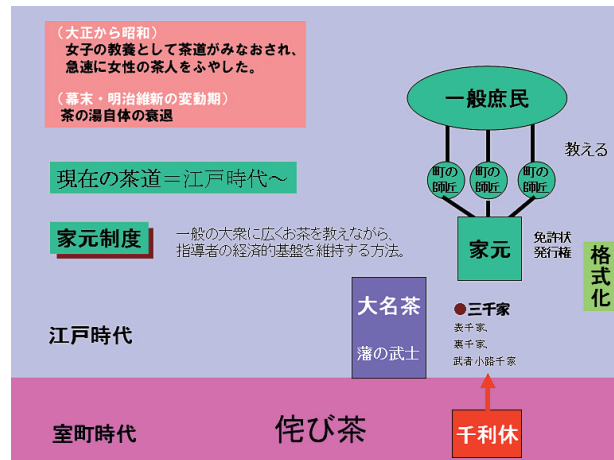 （大正から昭和）
女子の教養として茶道がみなおされ、
急速に女性の茶人をふやした。
（幕末・明治維新の変動期）
茶の湯自体の衰退
一般庶民
教える
町の
師匠
町の
師匠
町の
師匠
現在の茶道＝江戸時代～
家元制度
一般の大衆に広くお茶を教えながら、
指導者の経済的基盤を維持する方法。
家元
免許状
発行権
格式化
大名茶
藩の武士
三千家
表千家、
裏千家、
武者小路千家
江戸時代
室町時代
侘び茶
千利休